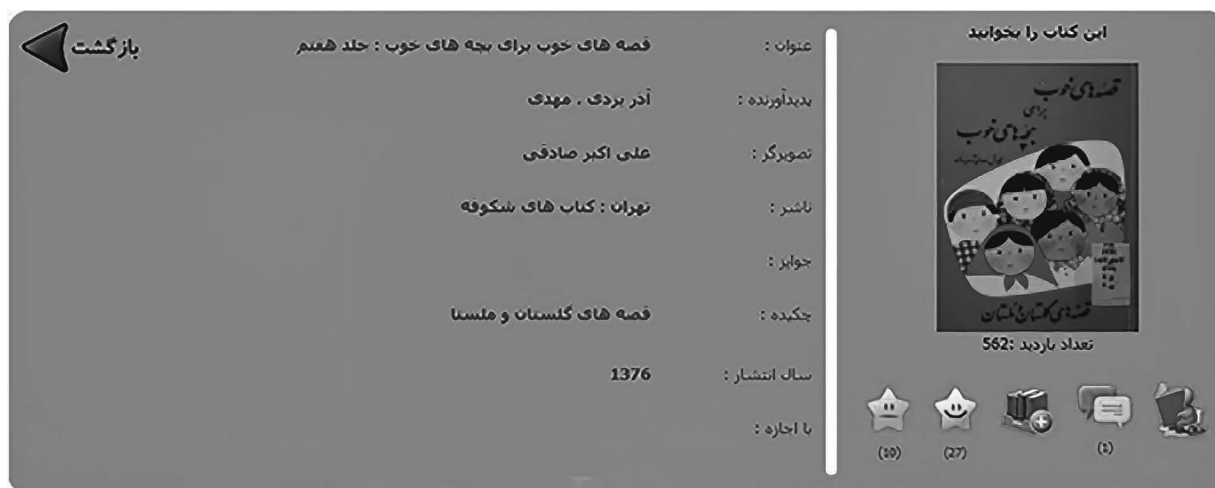 این کتاب را بخوانید
قصه های خوب
برای
بچه های خوب
قصه های گلستان و ملستان
تعداد بازدید :562
(1)
(27)
(10)
عنوان : قصه های خوب برای بچه های خوب : جلد هفتم
پدیدآورنده : آذر یزدی ، مهدی
تصویرگر : علی اکبر صادقی
ناشر : تهران : کتاب های شکوفه
جوایز :
چکیده : قصه های گلستان و ملستا
سال انتشار : 1376
با اجازه :
بازگشت